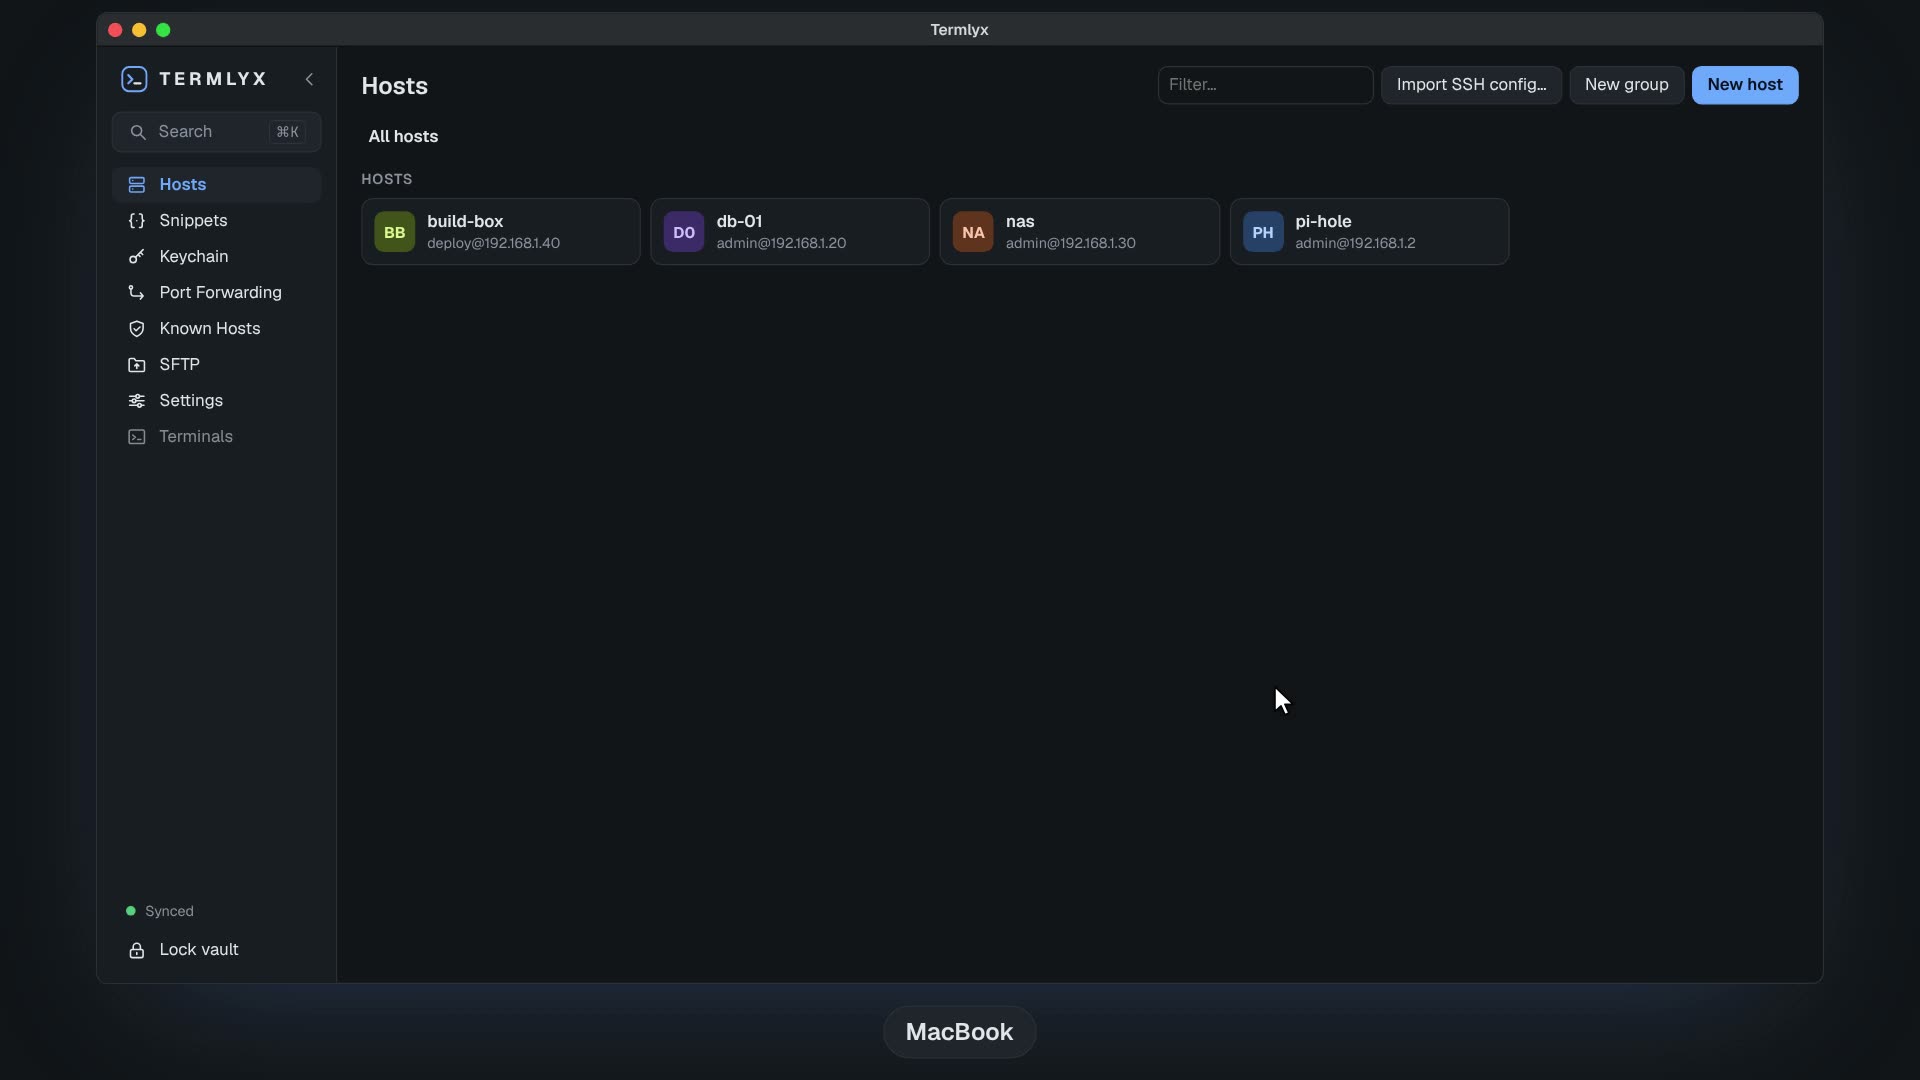 Termlyx
TERMLYX
Search ⌘K
Hosts
Snippets
Keychain
Port Forwarding
Known Hosts
SFTP
Settings
Terminals
Synced
Lock vault
Hosts
Filter...
Import SSH config...
New group
New host
All hosts
HOSTS
BB
build-box
deploy@192.168.1.40
D0
db-01
admin@192.168.1.20
NA
nas
admin@192.168.1.30
PH
pi-hole
admin@192.168.1.2
MacBook